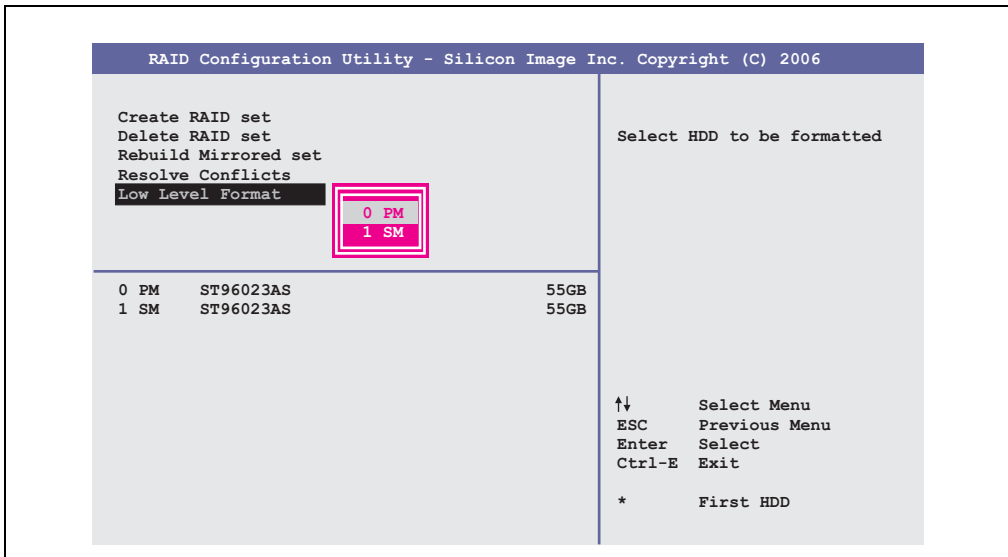 RAID Configuration Utility - Silicon Image Inc. Copyright (C) 2006
Create RAID set
Delete RAID set
Rebuild Mirrored set
Resolve Conflicts
Low Level Format
0 PM
1 SM
Select HDD to be formatted
0 PM ST96023AS 55GB
1 SM ST96023AS 55GB
↑↓ Select Menu
ESC Previous Menu
Enter Select
Ctrl-E Exit
* First HDD